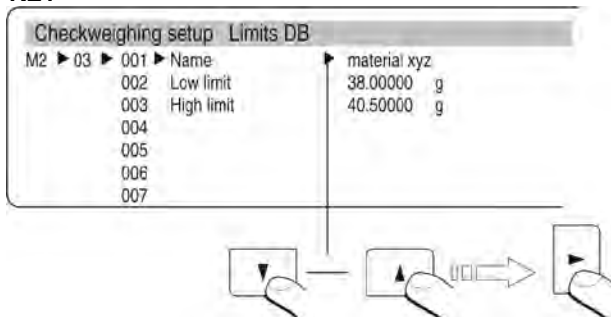 Checkweighing setup Limits DB
M2 ▶ 03 ▶ 001 ▶ Name ▶ material xyz
002 Low limit 38.00000 g
003 High limit 40.50000 g
004
005
006
007